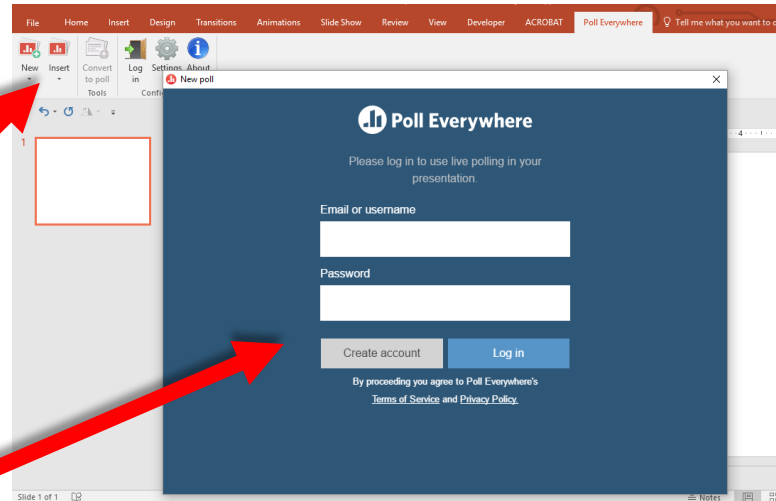 File Home Insert Design Transitions Animations Slide Show Review View Developer ACROBAT Poll Everywhere Tell me what you want to
New Insert Convert to poll Log in Settings About
Tools
New poll
1
Poll Everywhere
Please log in to use live polling in your
presentation.
Email or username
Password
Create account Log in
By proceeding you agree to Poll Everywhere's
Terms of Service and Privacy Policy.
4
Slide 1 of 1 Notes